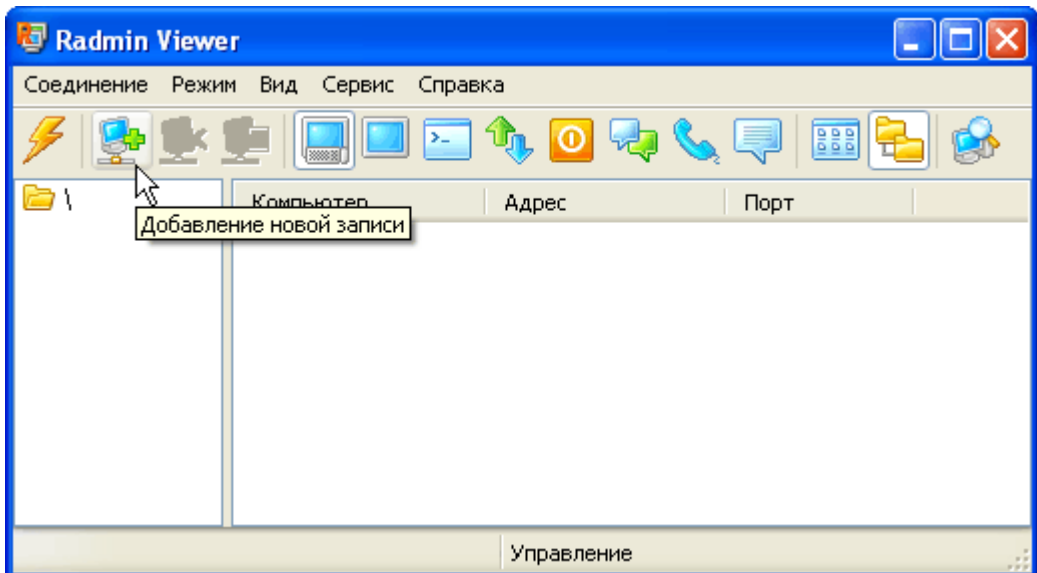 Radmin Viewer
Соединение Режим Вид Сервис Справка
\
Компьютер Адрес Порт
Добавление новой записи
Управление